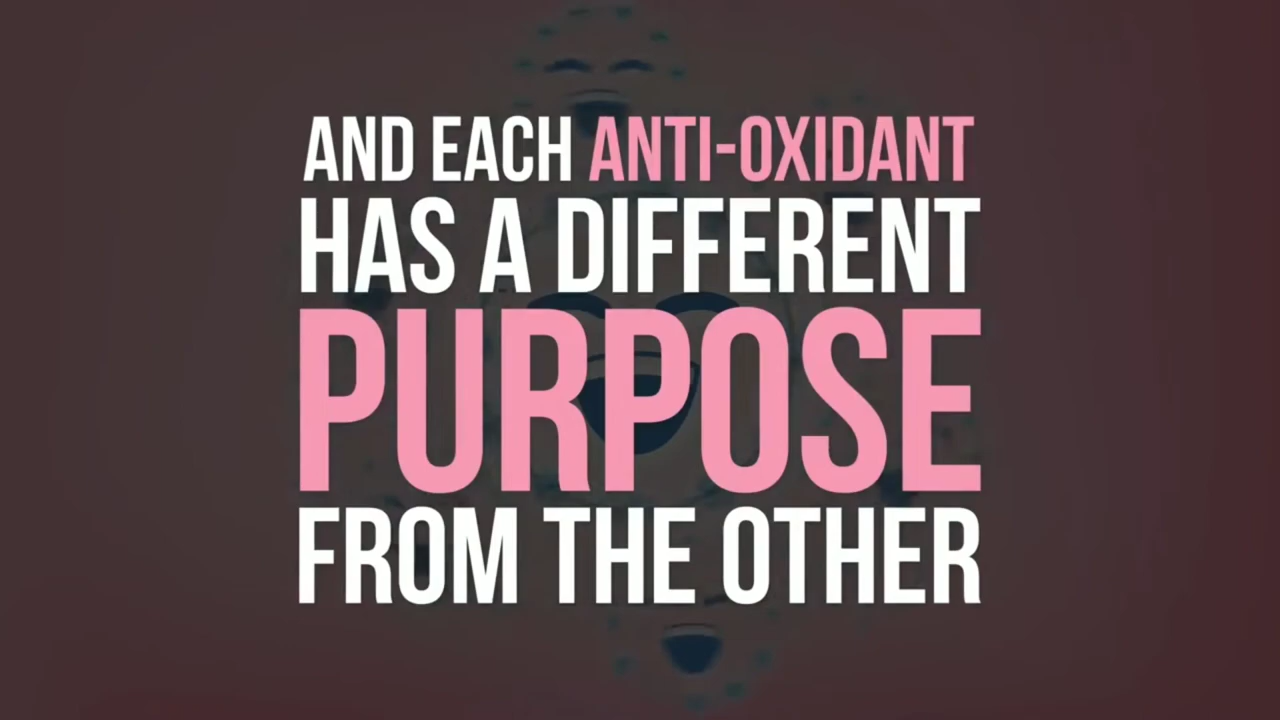 AND EACH ANTI-OXIDANT
HAS A DIFFERENT
PURPOSE
FROM THE OTHER